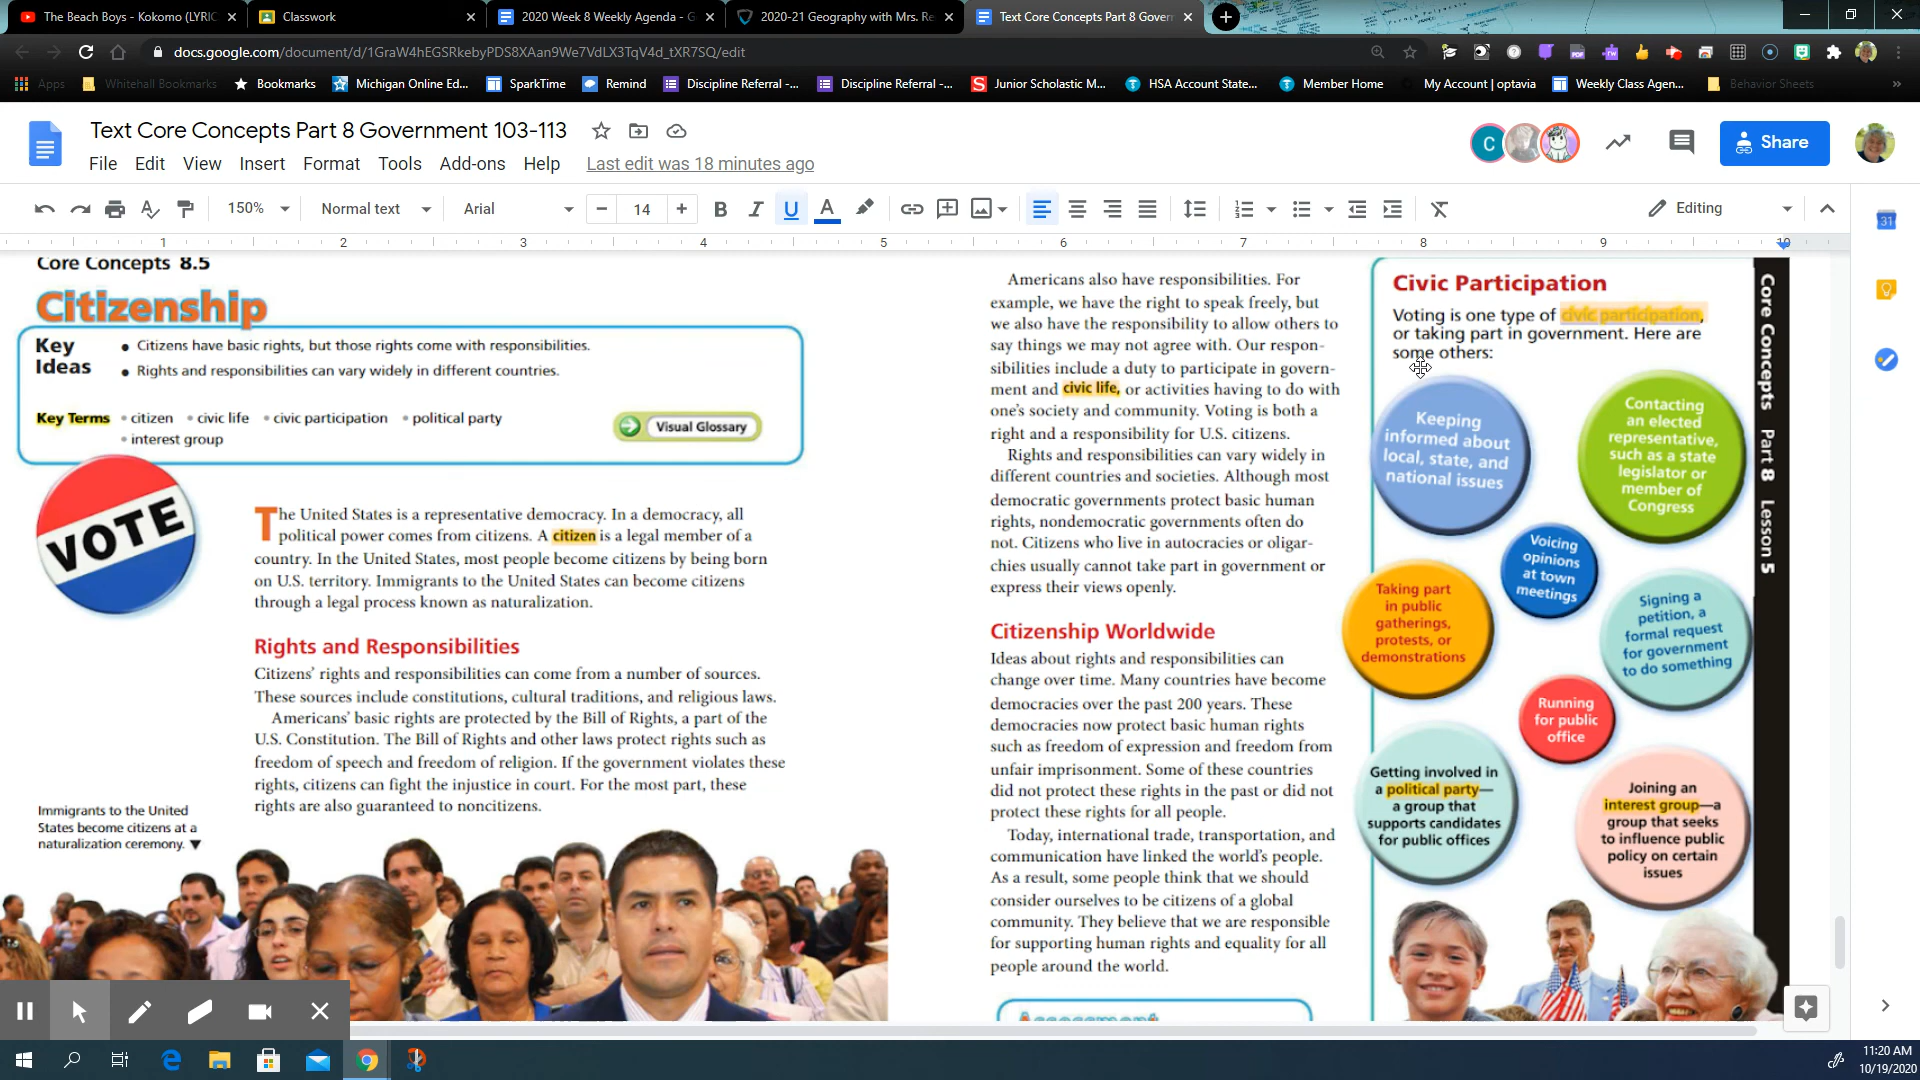 The Beach Boys - Kokomo (LYRIC
Classwork
2020 Week 8 Weekly Agenda - G
2020-21 Geography with Mrs. Re
Text Core Concepts Part 8 Govern
docs.google.com/document/d/1GraW4hEGSRkebyPDS8XAan9We7VdLX3TqV4d_tXR7SQ/edit
Apps
Whitehall Bookmarks
Bookmarks
Michigan Online Ed...
SparkTime
Remind
Discipline Referral -...
Discipline Referral -...
Junior Scholastic M...
HSA Account State...
Member Home
My Account | optavia
Weekly Class Agen...
Behavior Sheets
Text Core Concepts Part 8 Government 103-113
File Edit View Insert Format Tools Add-ons Help Last edit was 18 minutes ago
C
Share
150% Normal text Arial 14 B I U A Editing
1 2 3 4 5 6 7 8 9 10
31
Core Concepts 8.5
Citizenship
Key Ideas
• Citizens have basic rights, but those rights come with responsibilities.
• Rights and responsibilities can vary widely in different countries.
Key Terms • citizen • civic life • civic participation • political party
• interest group
Visual Glossary
VOTE
The United States is a representative democracy. In a democracy, all
political power comes from citizens. A citizen is a legal member of a
country. In the United States, most people become citizens by being born
on U.S. territory. Immigrants to the United States can become citizens
through a legal process known as naturalization.
Rights and Responsibilities
Citizens' rights and responsibilities can come from a number of sources.
These sources include constitutions, cultural traditions, and religious laws.
Americans' basic rights are protected by the Bill of Rights, a part of the
U.S. Constitution. The Bill of Rights and other laws protect rights such as
freedom of speech and freedom of religion. If the government violates these
rights, citizens can fight the injustice in court. For the most part, these
rights are also guaranteed to noncitizens.
Immigrants to the United
States become citizens at a
naturalization ceremony. ▼
Americans also have responsibilities. For
example, we have the right to speak freely, but
we also have the responsibility to allow others to
say things we may not agree with. Our respon-
sibilities include a duty to participate in govern-
ment and civic life, or activities having to do with
one's society and community. Voting is both a
right and a responsibility for U.S. citizens.
Rights and responsibilities can vary widely in
different countries and societies. Although most
democratic governments protect basic human
rights, nondemocratic governments often do
not. Citizens who live in autocracies or oligar-
chies usually cannot take part in government or
express their views openly.
Citizenship Worldwide
Ideas about rights and responsibilities can
change over time. Many countries have become
democracies over the past 200 years. These
democracies now protect basic human rights
such as freedom of expression and freedom from
unfair imprisonment. Some of these countries
did not protect these rights in the past or did not
protect these rights for all people.
Today, international trade, transportation, and
communication have linked the world's people.
As a result, some people think that we should
consider ourselves to be citizens of a global
community. They believe that we are responsible
for supporting human rights and equality for all
people around the world.
Assessment
Civic Participation
Voting is one type of civic participation,
or taking part in government. Here are
some others:
Keeping
informed about
local, state, and
national issues
Contacting
an elected
representative,
such as a state
legislator or
member of
Congress
Voicing
opinions
at town
meetings
Taking part
in public
gatherings,
protests, or
demonstrations
Signing a
petition, a
formal request
for government
to do something
Running
for public
office
Getting involved in
a political party—
a group that
supports candidates
for public offices
Joining an
interest group—a
group that seeks
to influence public
policy on certain
issues
Core Concepts Part 8 Lesson 5
11:20 AM
10/19/2020